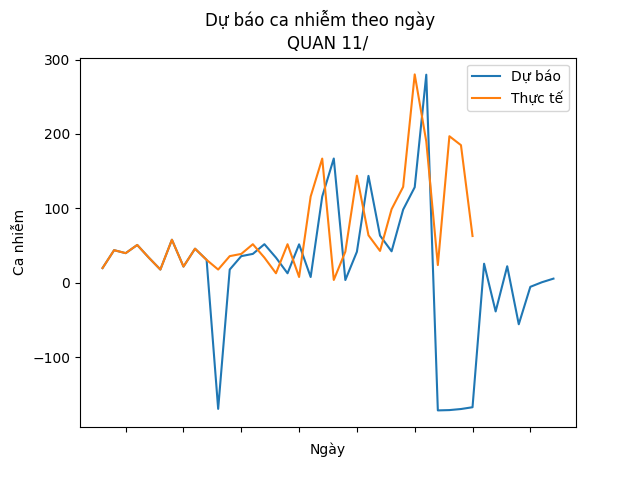 Dự báo ca nhiễm theo ngày
QUAN 11/
Dự báo
Thực tế
300
200
100
0
−100
Ca nhiễm
Ngày